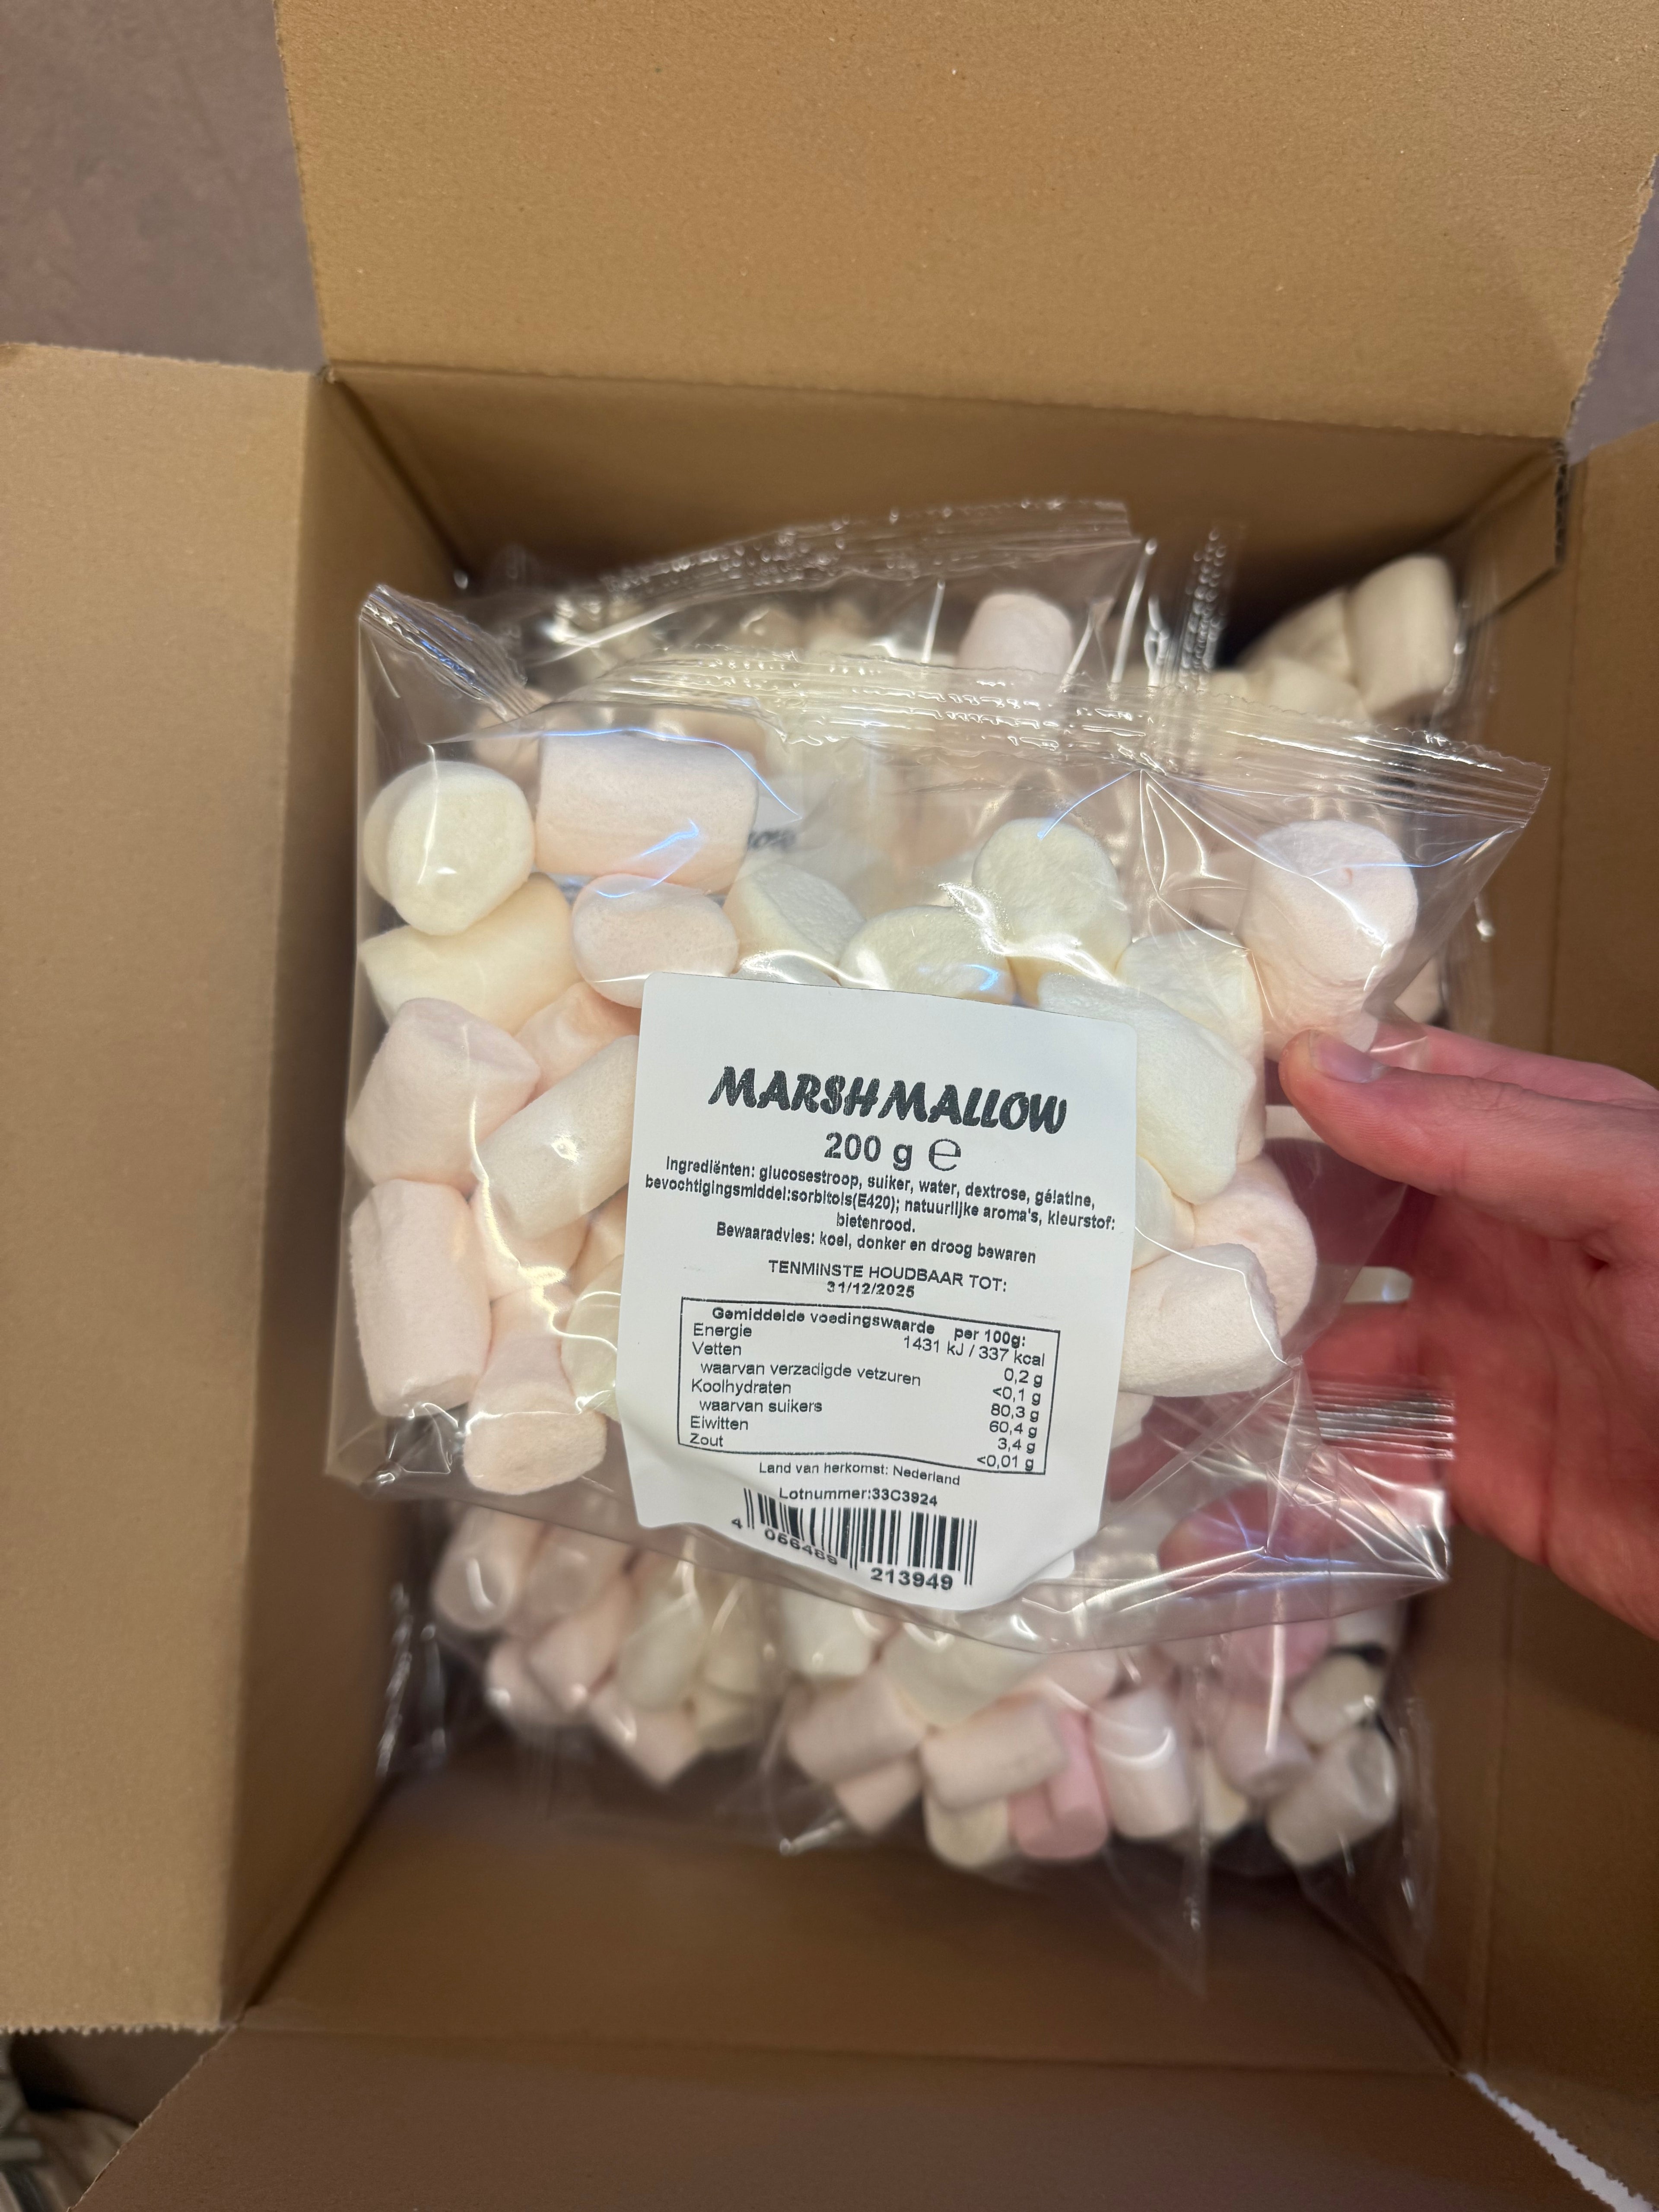 MARSHMALLOW
200 g ℮
Ingrediënten: glucosestroop, suiker, water, dextrose, gélatine,
bevochtigingsmiddel:sorbitols(E420); natuurlijke aroma's, kleurstof:
bietenrood.
Bewaaradvies: koel, donker en droog bewaren
TENMINSTE HOUDBAAR TOT:
31/12/2025
Gemiddelde voedingswaarde per 100g:
Energie 1431 kJ / 337 kcal
Vetten 0,2 g
waarvan verzadigde vetzuren <0,1 g
Koolhydraten 80,3 g
waarvan suikers 60,4 g
Eiwitten 3,4 g
Zout <0,01 g
Land van herkomst: Nederland
Lotnummer:33C3924
4 056489 213949